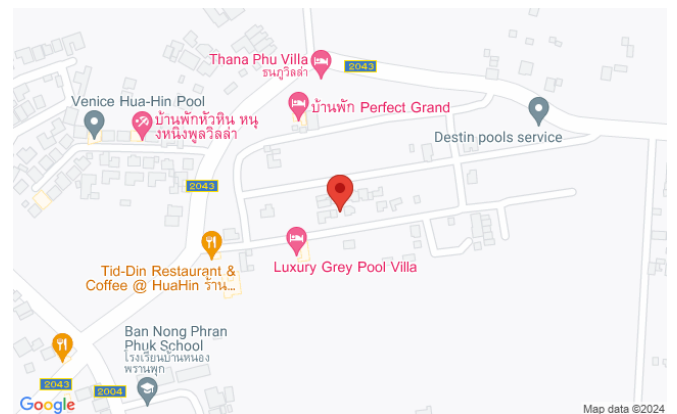 Thana Phu Villa
ธนภูวิลล่า
2043
Venice Hua-Hin Pool
บ้านพักหัวหิน หนุ
งหนิงพูลวิลล่า
บ้านพัก Perfect Grand
Destin pools service
2043
Luxury Grey Pool Villa
Tid-Din Restaurant &
Coffee @ HuaHin ร้าน...
Ban Nong Phran
Phuk School
โรงเรียนบ้านหนอง
พรานพุก
2043
2004
Google
Map data ©2024